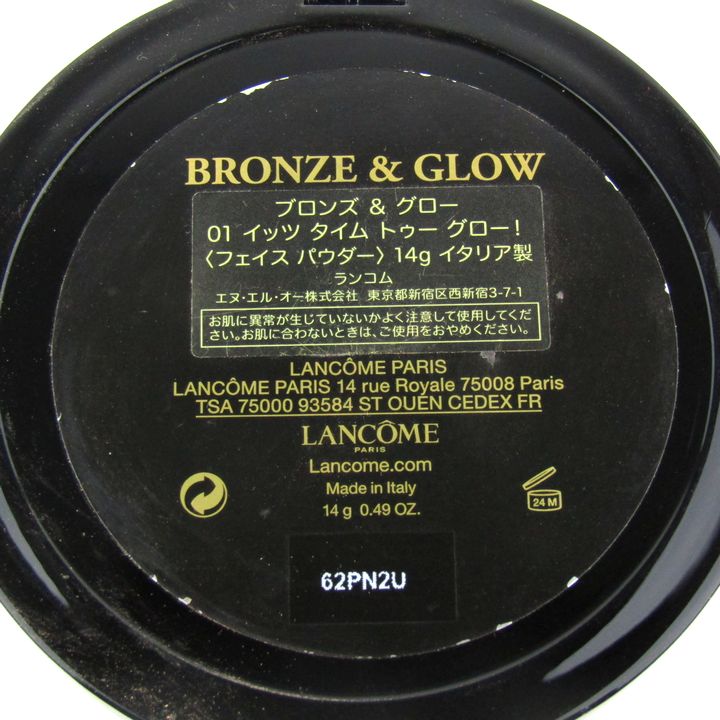 BRONZE & GLOW
ブロンズ & グロー
01 イッツ タイム トゥー グロー！
〈フェイス パウダー〉 14g イタリア製
ランコム
エヌ・エル・オー株式会社 東京都新宿区西新宿3-7-1
お肌に異常が生じていないかよく注意して使用してくだ
さい。お肌に合わないときは、ご使用をおやめください。
LANCÔME PARIS
LANCÔME PARIS 14 rue Royale 75008 Paris
TSA 75000 93584 ST OUEN CEDEX FR
LANCÔME
PARIS
Lancome.com
Made in Italy
14 g 0.49 OZ.
24 M
62PN2U